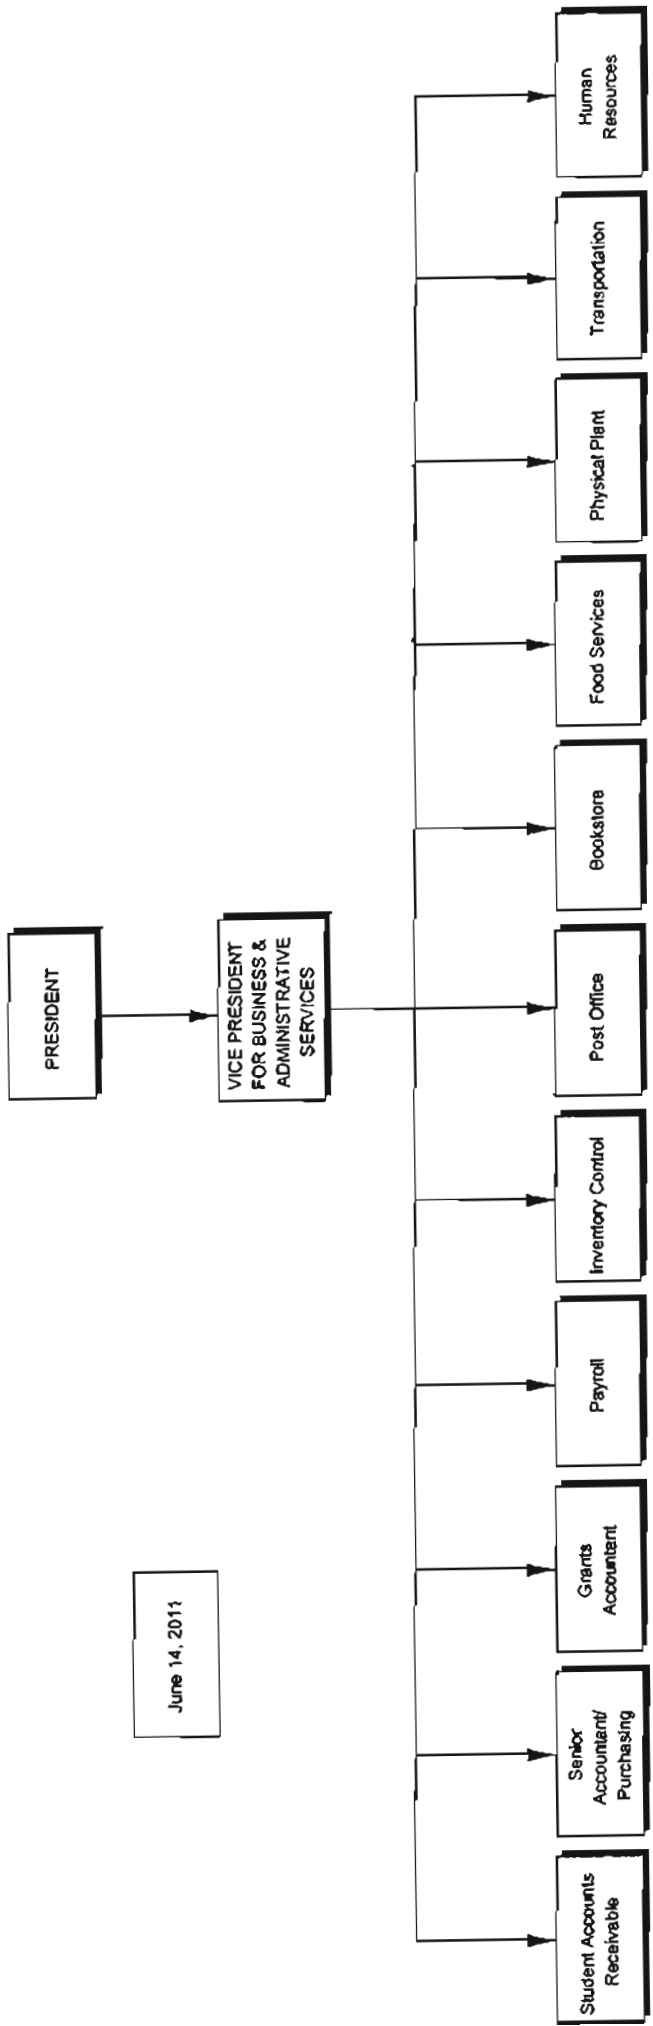 PRESIDENT
June 14, 2011
VICE PRESIDENT
FOR BUSINESS &
ADMINISTRATIVE
SERVICES
Student Accounts
Receivable
Senior
Accountant/
Purchasing
Grants
Accountant
Payroll
Inventory Control
Post Office
Bookstore
Food Services
Physical Plant
Transportation
Human
Resources